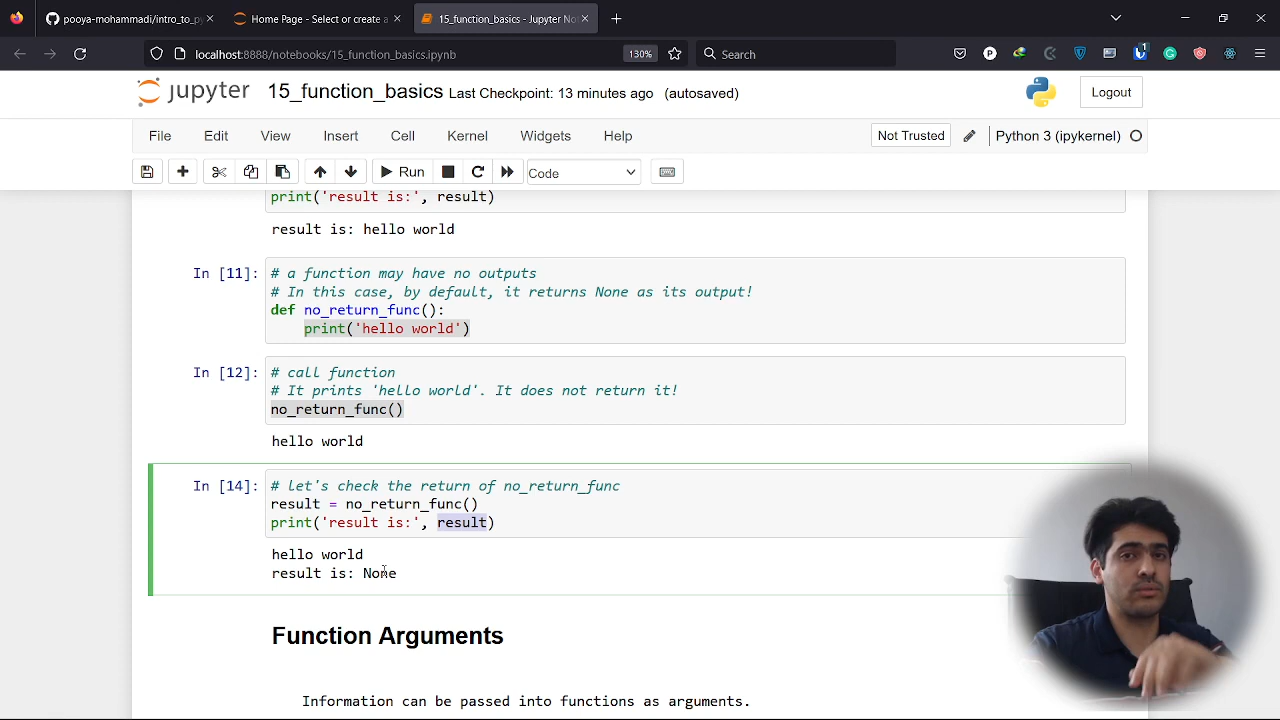 pooya-mohammadi/intro_to_py
Home Page - Select or create a
15_function_basics - Jupyter No
localhost:8888/notebooks/15_function_basics.ipynb
130%
Search
jupyter 15_function_basics Last Checkpoint: 13 minutes ago (autosaved)
Logout
File Edit View Insert Cell Kernel Widgets Help
Not Trusted
Python 3 (ipykernel)
Run
Code
print('result is:', result)
result is: hello world
In [11]: # a function may have no outputs
# In this case, by default, it returns None as its output!
def no_return_func():
print('hello world')
In [12]: # call function
# It prints 'hello world'. It does not return it!
no_return_func()
hello world
In [14]: # let's check the return of no_return_func
result = no_return_func()
print('result is:', result)
hello world
result is: None
Function Arguments
Information can be passed into functions as arguments.